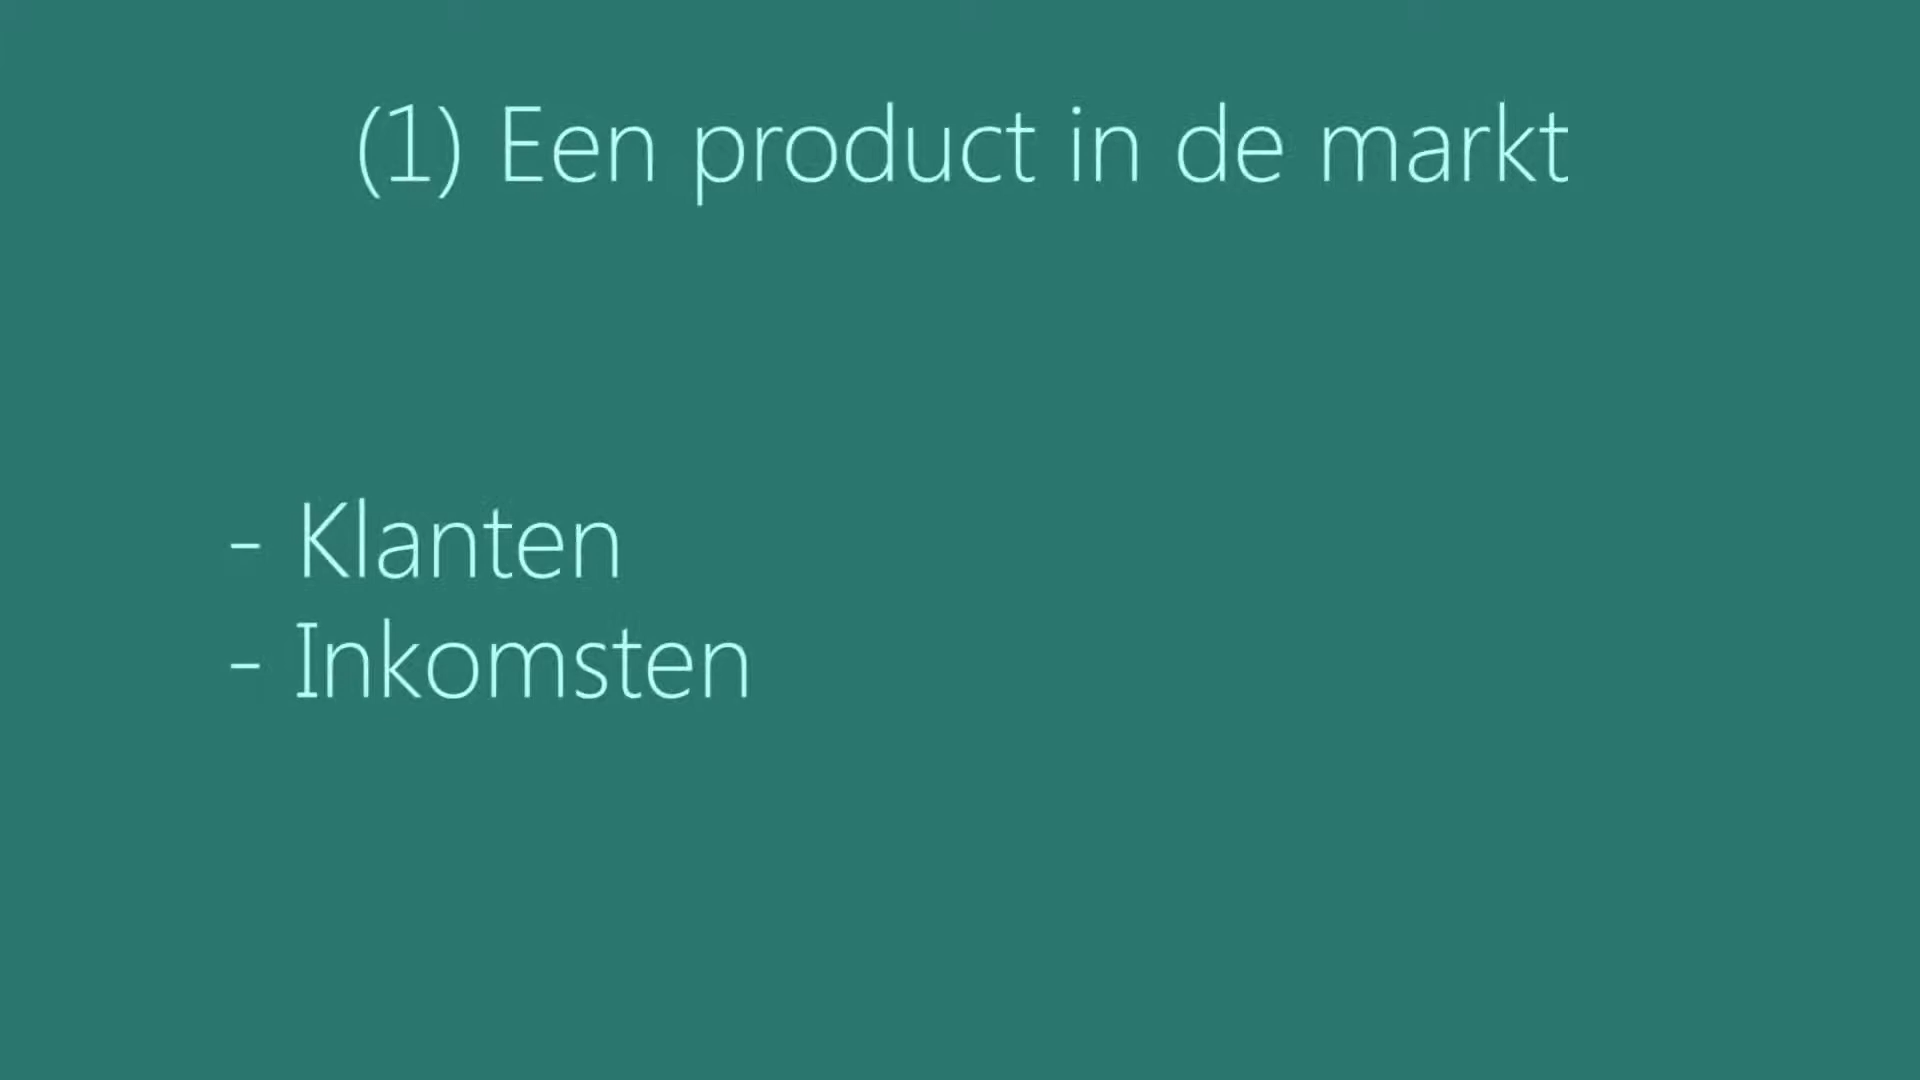 (1) Een product in de markt
- Klanten
- Inkomsten